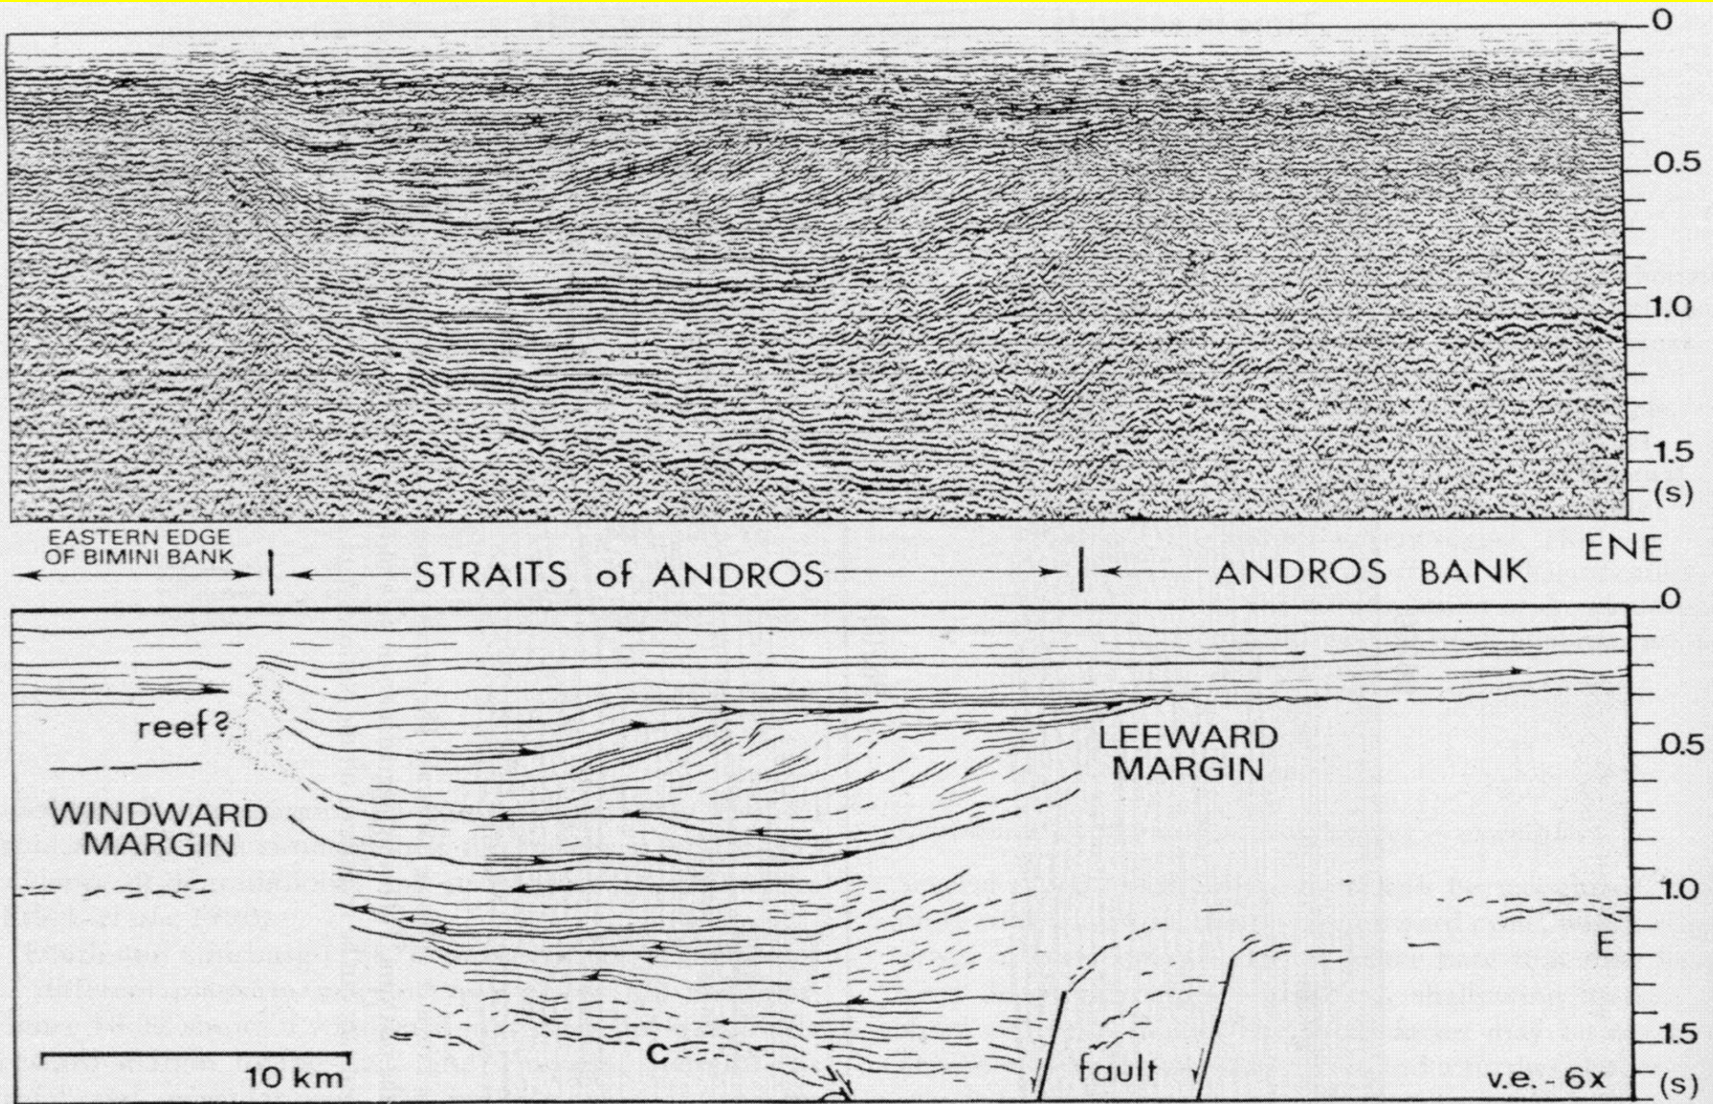 0
0.5
1.0
1.5
(s)
EASTERN EDGE
OF BIMINI BANK
STRAITS of ANDROS
ANDROS BANK
ENE
0
reef?
LEEWARD
MARGIN
0.5
WINDWARD
MARGIN
1.0
E
1.5
C
10 km
fault
v.e. - 6x
(s)